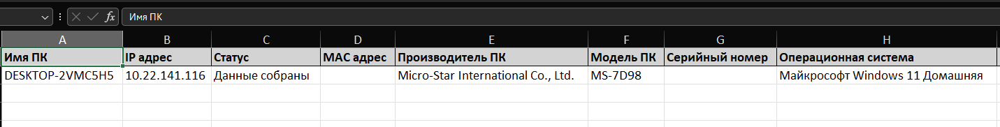 fx Имя ПК
A B C D E F G H
Имя ПК IP адрес Статус MAC адрес Производитель ПК Модель ПК Серийный номер Операционная система
DESKTOP-2VMC5H5 10.22.141.116 Данные собраны Micro-Star International Co., Ltd. MS-7D98 Майкрософт Windows 11 Домашняя